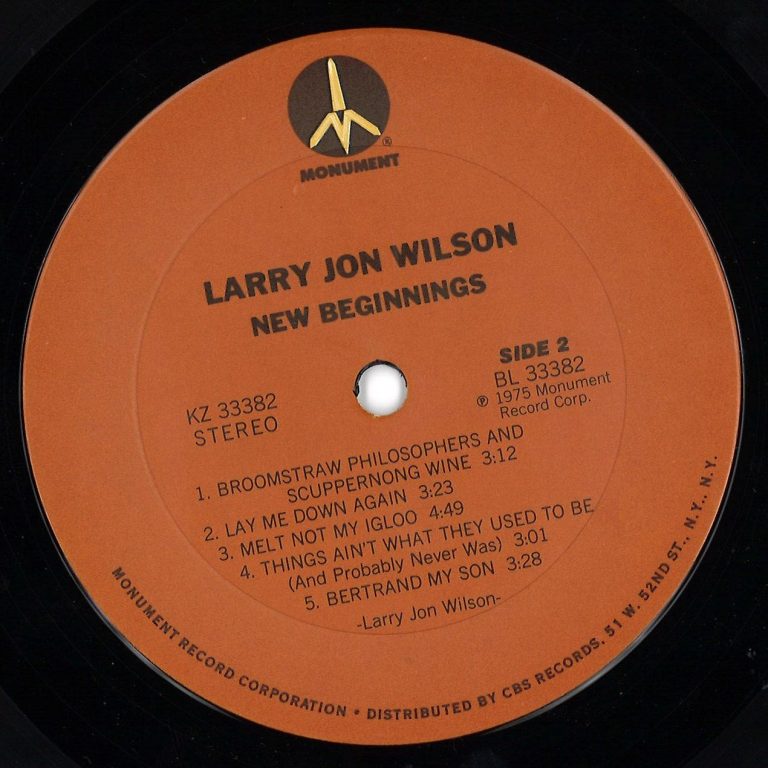 ®
MONUMENT
LARRY JON WILSON
NEW BEGINNINGS
SIDE 2
KZ 33382
STEREO
BL 33382
℗ 1975 Monument
Record Corp.
1. BROOMSTRAW PHILOSOPHERS AND
SCUPPERNONG WINE 3:12
2. LAY ME DOWN AGAIN 3:23
3. MELT NOT MY IGLOO 4:49
4. THINGS AIN'T WHAT THEY USED TO BE
(And Probably Never Was) 3:01
5. BERTRAND MY SON 3:28
-Larry Jon Wilson-
MONUMENT RECORD CORPORATION • DISTRIBUTED BY CBS RECORDS, 51 W. 52ND ST., N.Y., N.Y.